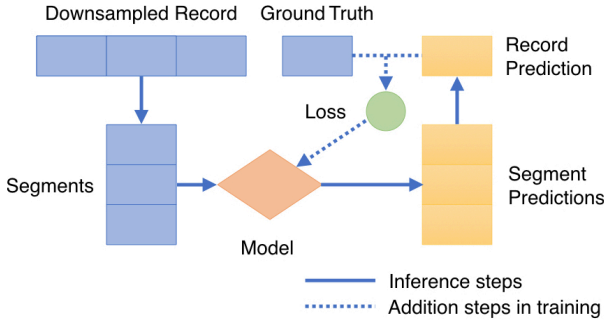 Downsampled Record
Ground Truth
Record
Prediction
Loss
Segments
Segment
Predictions
Model
Inference steps
Addition steps in training